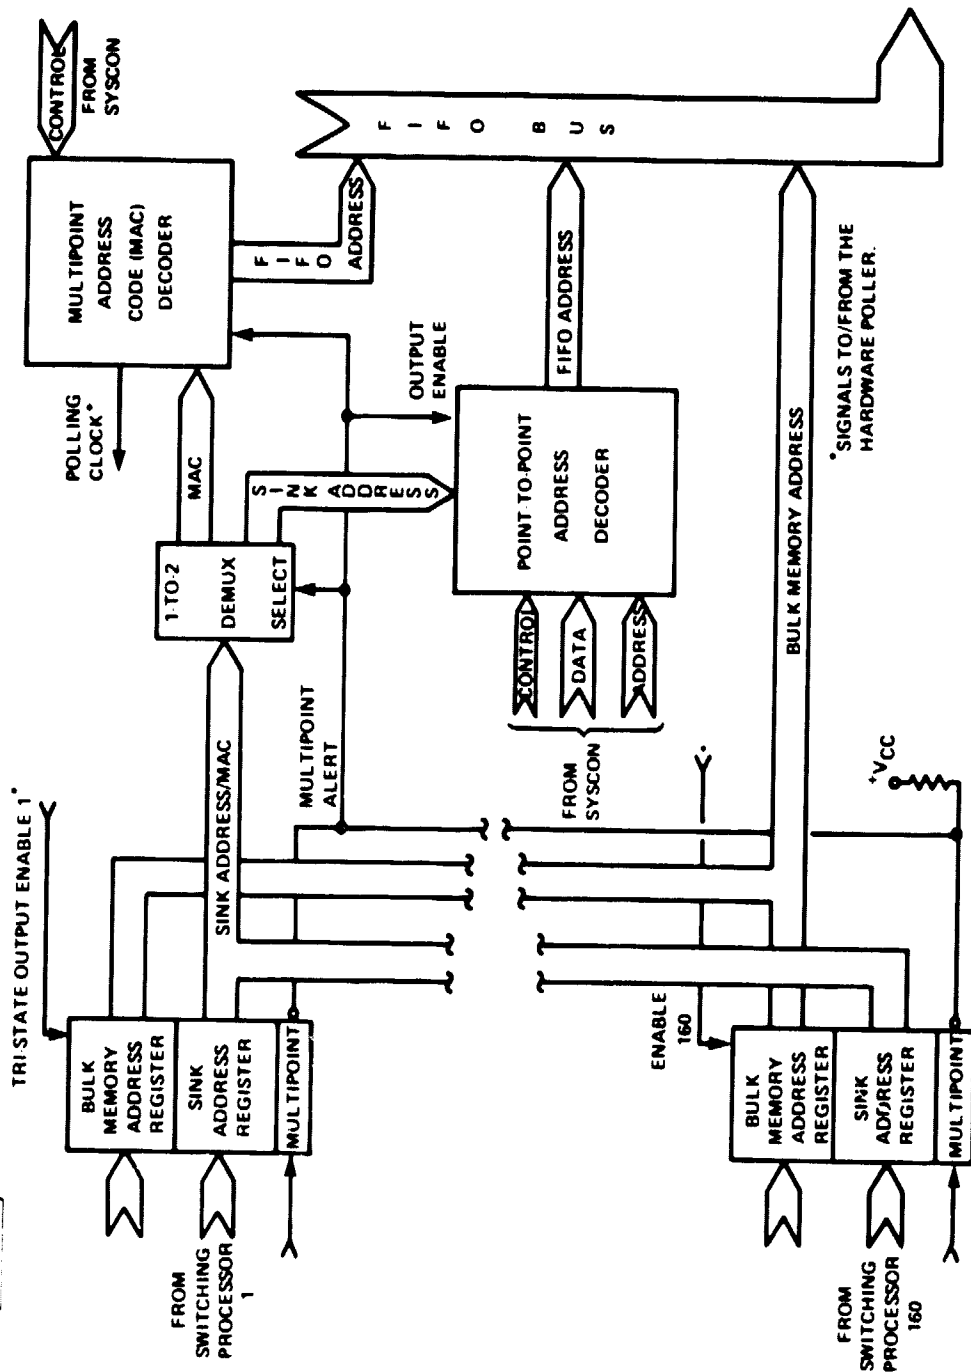 TRI-STATE OUTPUT ENABLE 1*
BULK
MEMORY
ADDRESS
REGISTER
SINK
ADDRESS
REGISTER
MULTIPOINT
FROM
SWITCHING
PROCESSOR
1
SINK ADDRESS/MAC
MULTIPOINT
ALERT
1-TO-2
DEMUX
SELECT
MAC
SINK ADDRESS
POLLING
CLOCK*
MULTIPOINT
ADDRESS
CODE (MAC)
DECODER
CONTROL
FROM
SYSCON
FIFO
ADDRESS
OUTPUT
ENABLE
POINT-TO-POINT
ADDRESS
DECODER
CONTROL
DATA
ADDRESS
FROM
SYSCON
FIFO ADDRESS
FIFO BUS
BULK MEMORY ADDRESS
*
ENABLE
160
BULK
MEMORY
ADDRESS
REGISTER
SINK
ADDRESS
REGISTER
MULTIPOINT
FROM
SWITCHING
PROCESSOR
160
+VCC
*SIGNALS TO/FROM THE
HARDWARE POLLER.